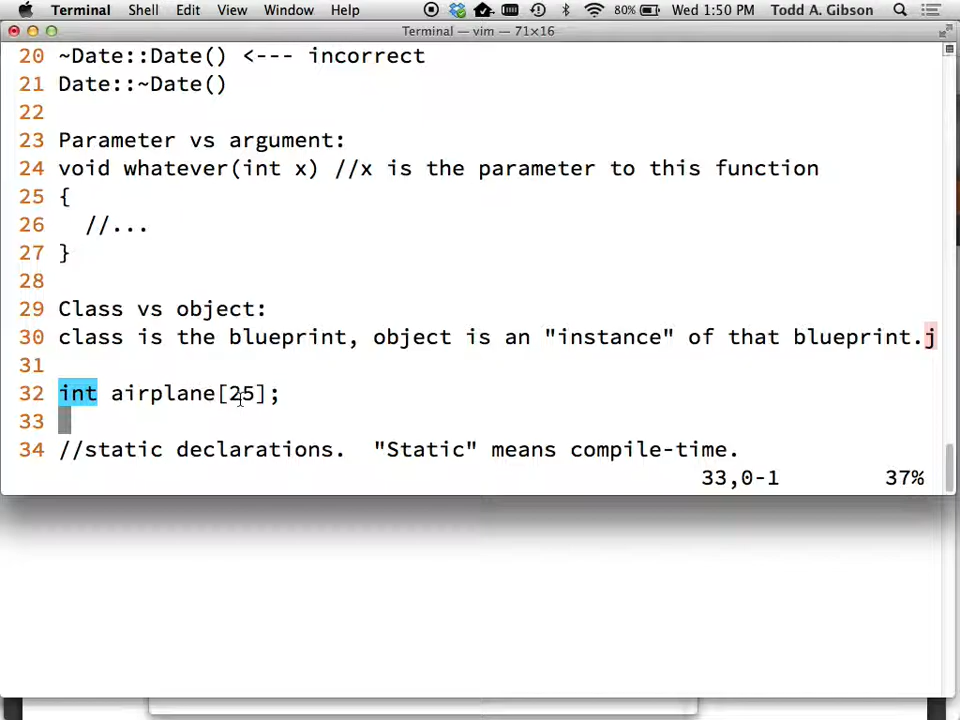 Terminal Shell Edit View Window Help 80% Wed 1:50 PM Todd A. Gibson
Terminal — vim — 71×16
20 ~Date::Date() <--- incorrect
21 Date::~Date()
22
23 Parameter vs argument:
24 void whatever(int x) //x is the parameter to this function
25 {
26 //...
27 }
28
29 Class vs object:
30 class is the blueprint, object is an "instance" of that blueprint.j
31
32 int airplane[25];
33
34 //static declarations.  "Static" means compile-time.
33,0-1 37%